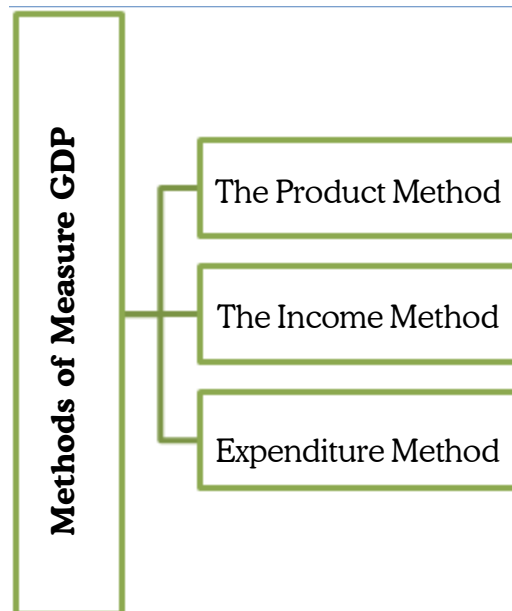 Methods of Measure GDP
The Product Method
The Income Method
Expenditure Method